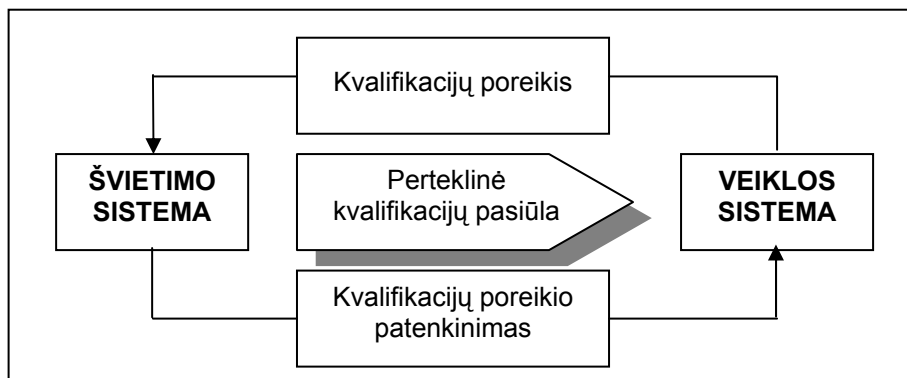 Kvalifikacijų poreikis
ŠVIETIMO
SISTEMA
Perteklinė
kvalifikacijų pasiūla
VEIKLOS
SISTEMA
Kvalifikacijų poreikio
patenkinimas